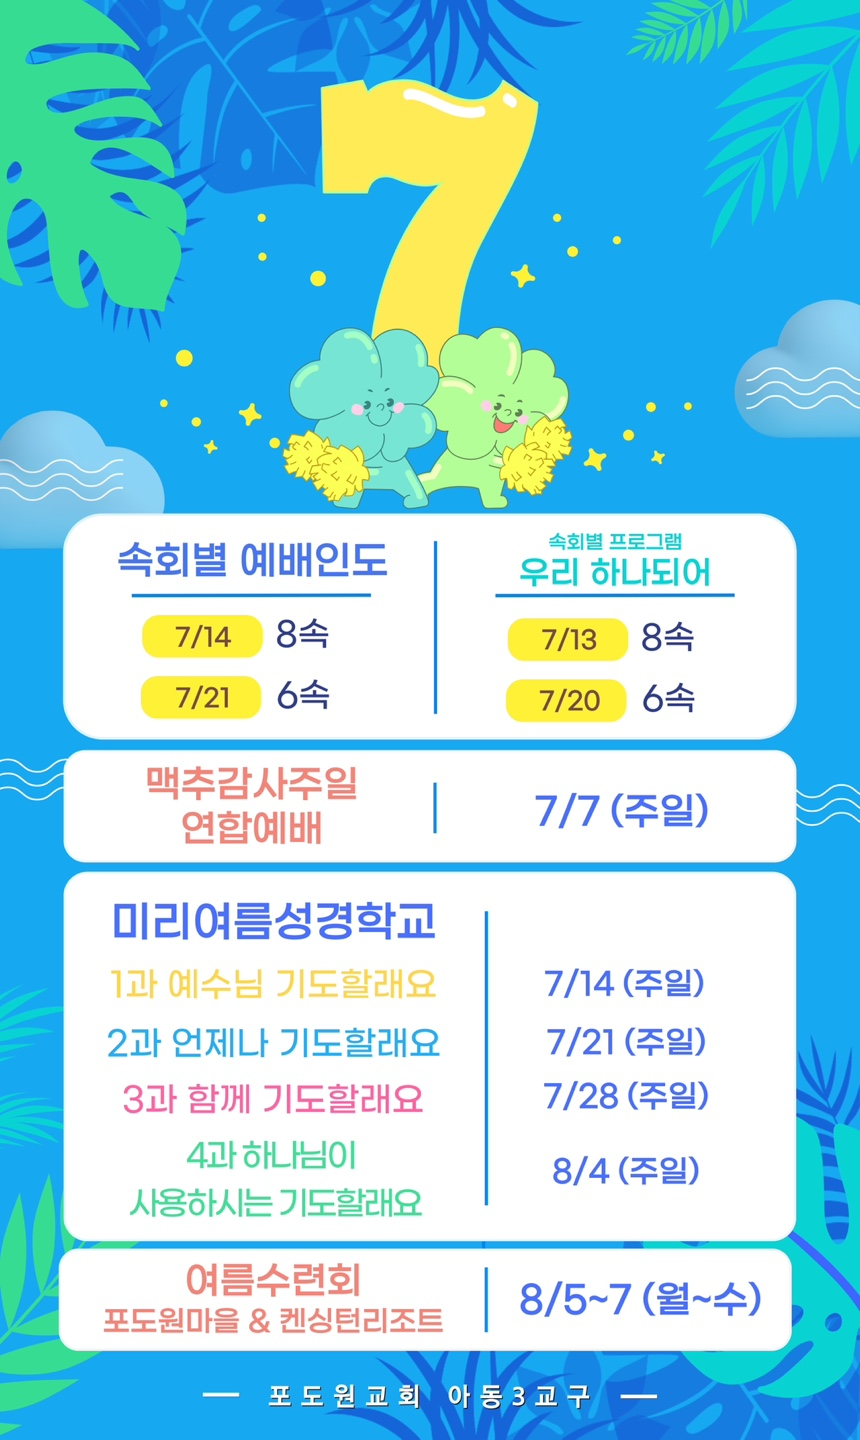 7
속회별 예배인도
7/14 8속
7/21 6속
속회별 프로그램
우리 하나되어
7/13 8속
7/20 6속
맥추감사주일
연합예배
7/7 (주일)
미리여름성경학교
1과 예수님 기도할래요 7/14 (주일)
2과 언제나 기도할래요 7/21 (주일)
3과 함께 기도할래요 7/28 (주일)
4과 하나님이
사용하시는 기도할래요
8/4 (주일)
여름수련회
포도원마을 & 켄싱턴리조트
8/5~7 (월~수)
포도원교회 아동3교구